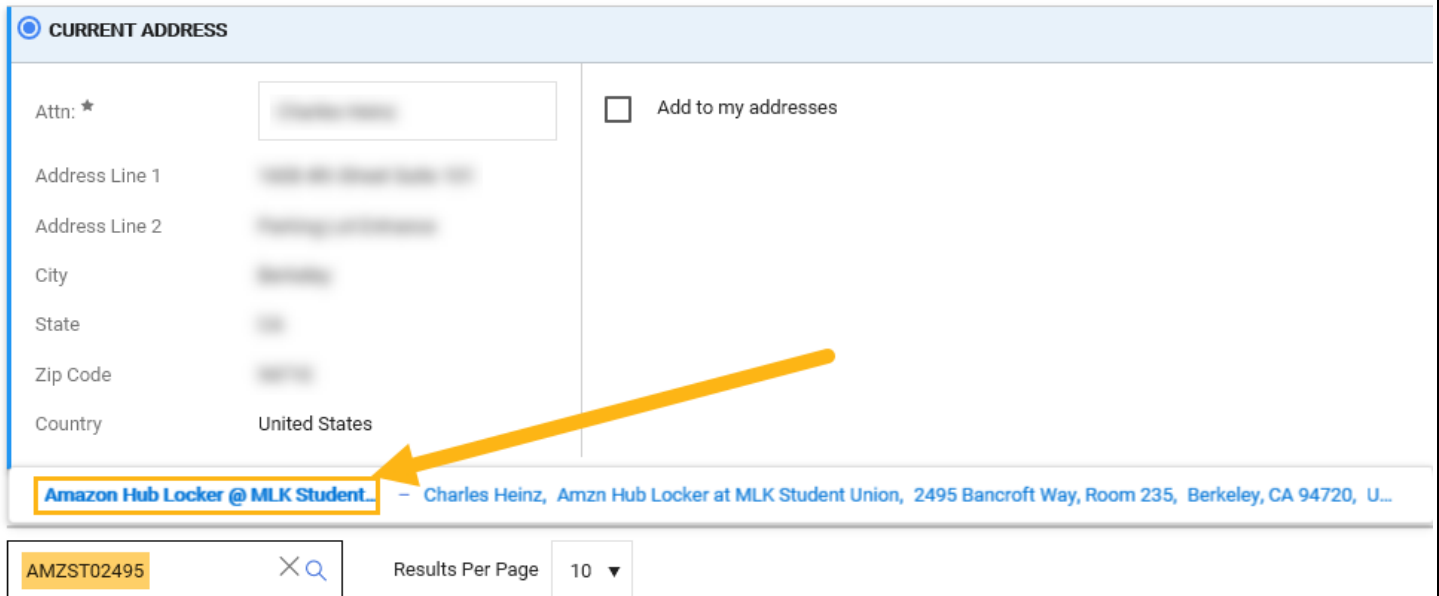 CURRENT ADDRESS
Attn: ★
Add to my addresses
Address Line 1
Address Line 2
City
State
Zip Code
Country United States
Amazon Hub Locker @ MLK Student... – Charles Heinz, Amzn Hub Locker at MLK Student Union, 2495 Bancroft Way, Room 235, Berkeley, CA 94720, U...
AMZST02495 Results Per Page 10 ▼